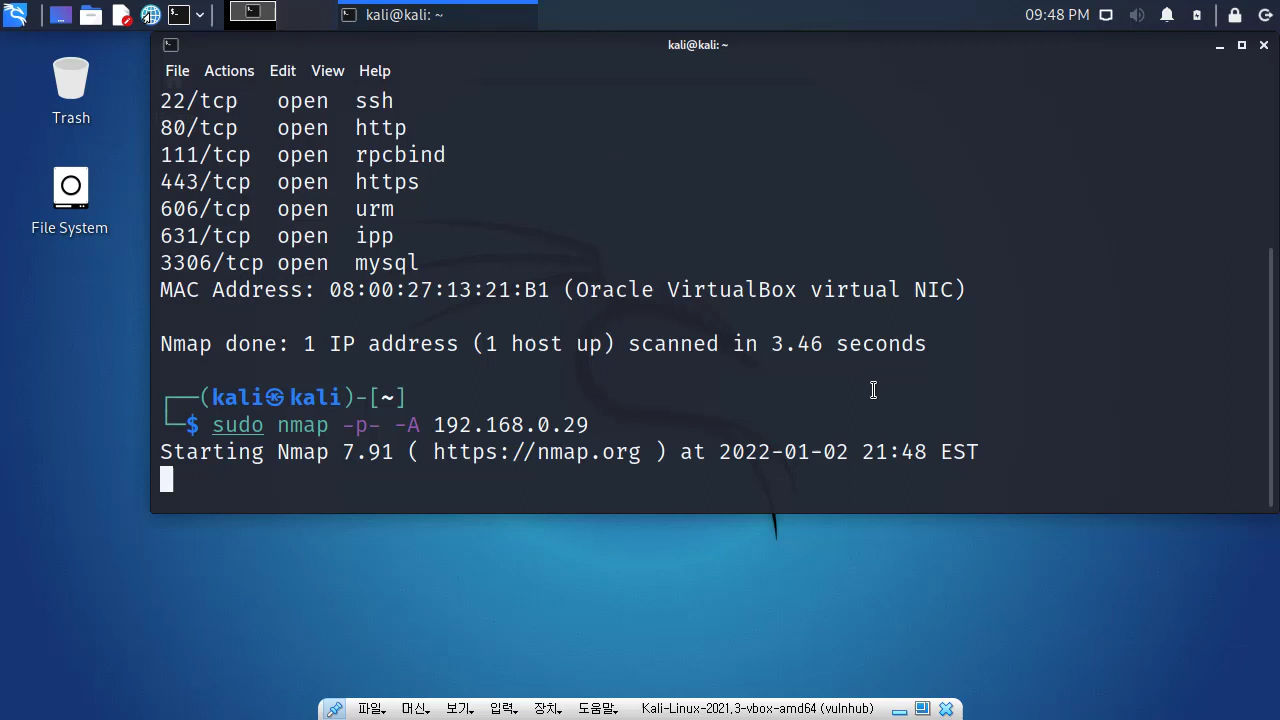 kali@kali: ~
09:48 PM
kali@kali: ~
File Actions Edit View Help
Trash
File System
22/tcp open ssh
80/tcp open http
111/tcp open rpcbind
443/tcp open https
606/tcp open urm
631/tcp open ipp
3306/tcp open mysql
MAC Address: 08:00:27:13:21:B1 (Oracle VirtualBox virtual NIC)
Nmap done: 1 IP address (1 host up) scanned in 3.46 seconds
┌──(kali㉿kali)-[~]
└─$ sudo nmap -p- -A 192.168.0.29
Starting Nmap 7.91 ( https://nmap.org ) at 2022-01-02 21:48 EST
파일 머신 보기 입력 장치 도움말 Kali-Linux-2021,3-vbox-amd64 (vulnhub)